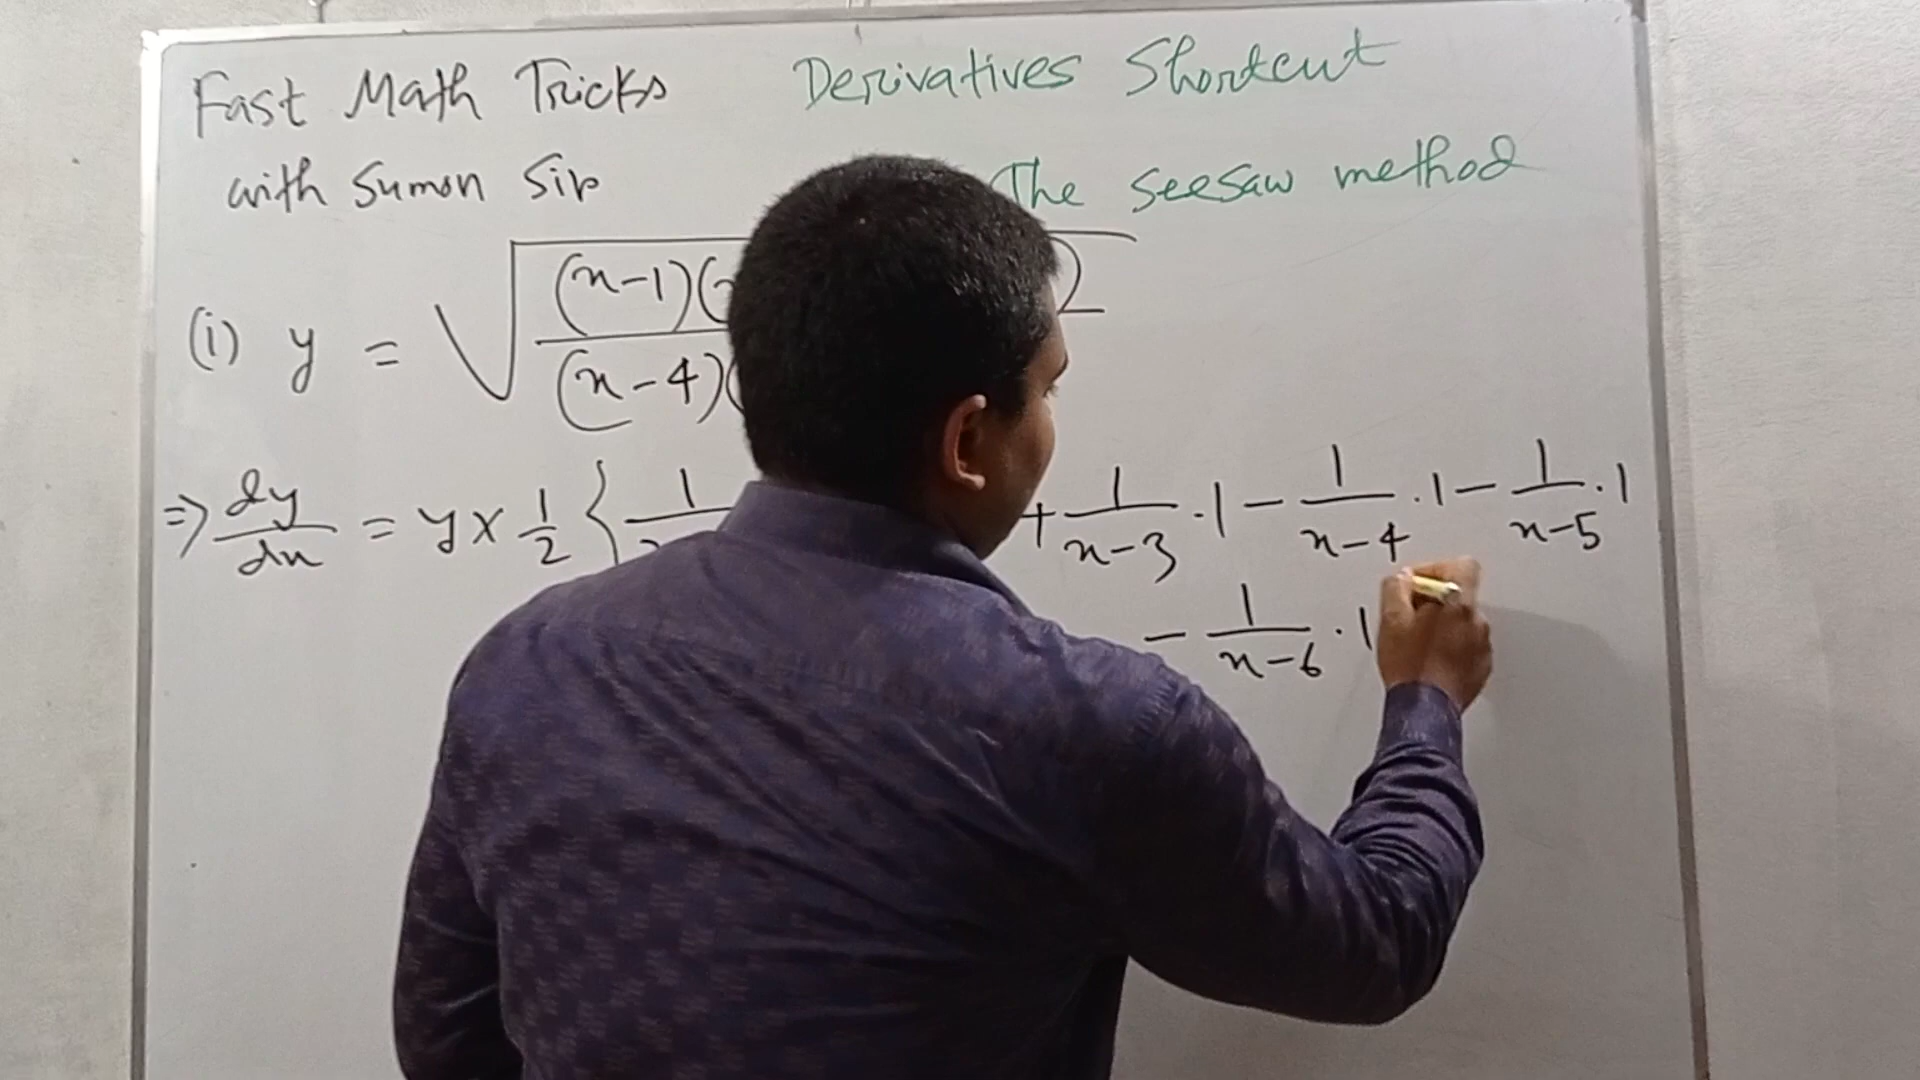 Fast Math Tricks Derivatives Shortcut
with Sumon Sir The seesaw method
(i) y = √ (x-1)( )
(x-4)(
⇒ dy/dx = y × 1/2 { 1/ + 1/(x-3) · 1 - 1/(x-4) · 1 - 1/(x-5) · 1
- 1/(x-6) · 1